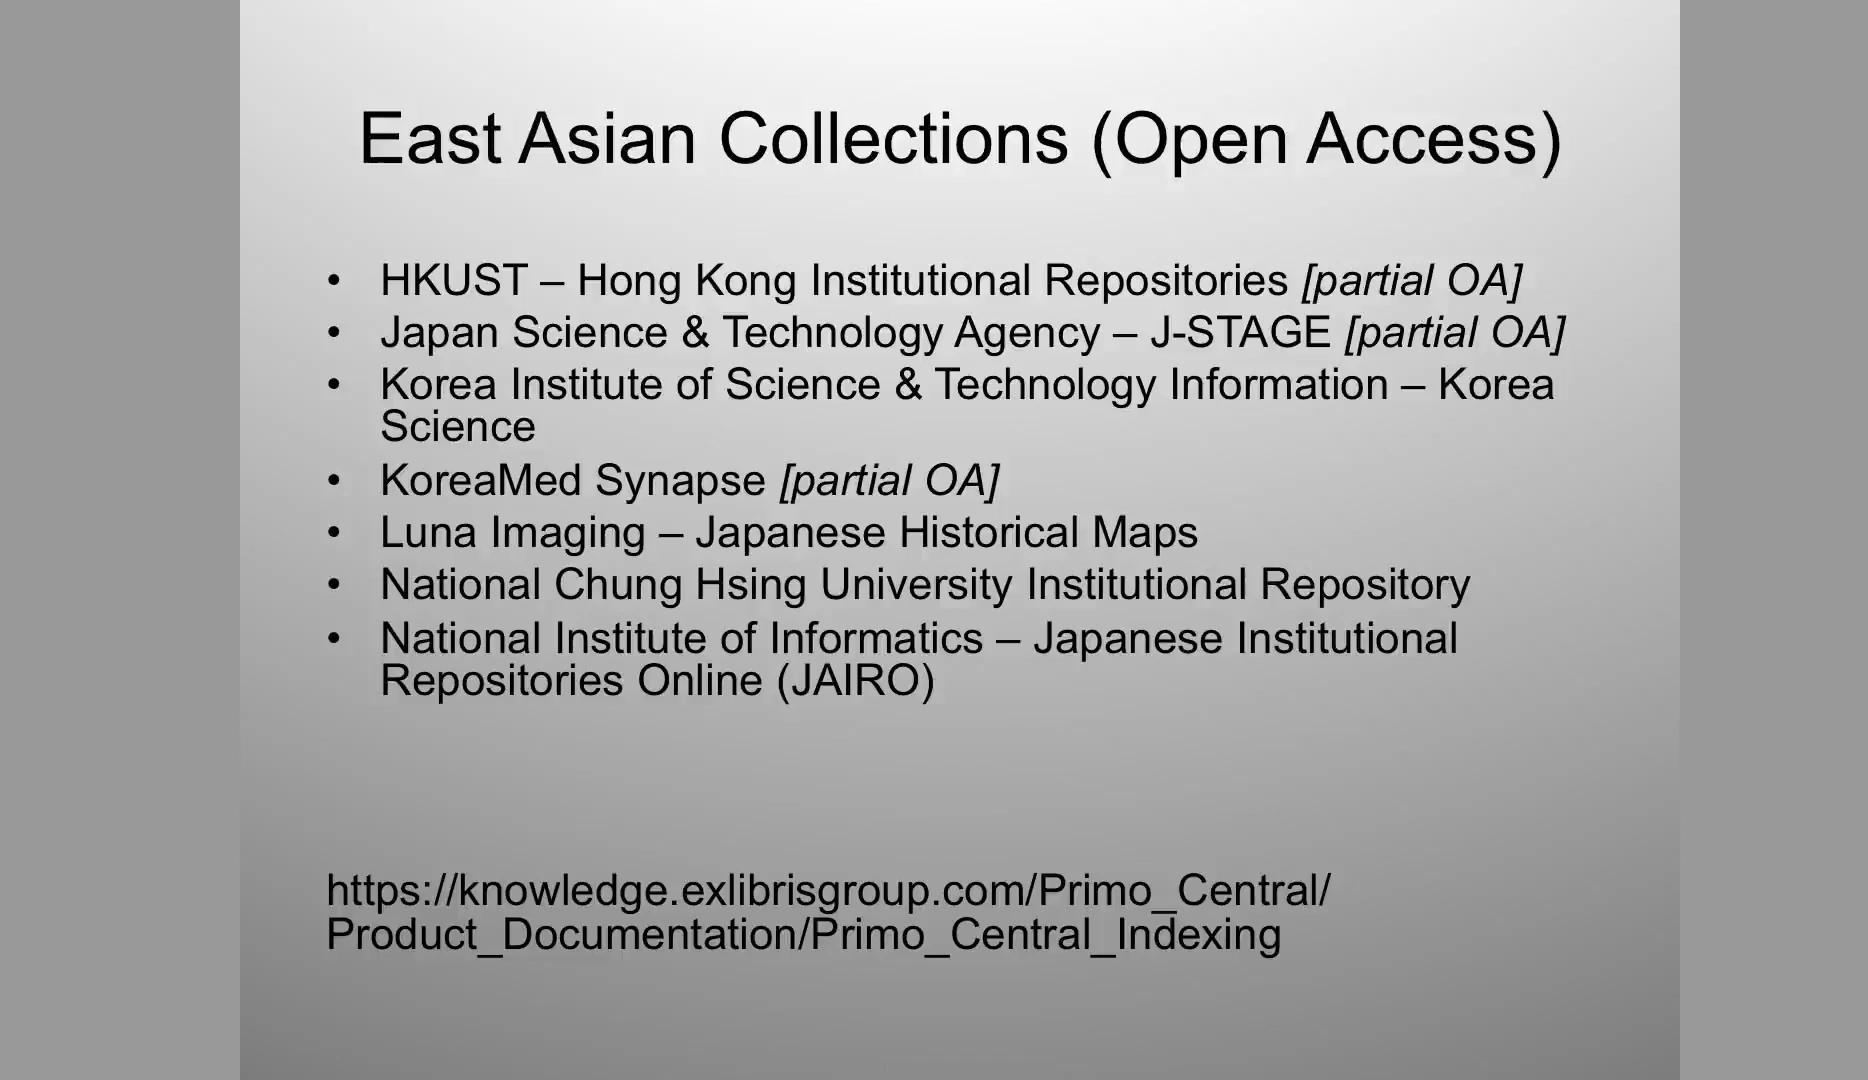 East Asian Collections (Open Access)
• HKUST – Hong Kong Institutional Repositories [partial OA]
• Japan Science & Technology Agency – J-STAGE [partial OA]
• Korea Institute of Science & Technology Information – Korea
Science
• KoreaMed Synapse [partial OA]
• Luna Imaging – Japanese Historical Maps
• National Chung Hsing University Institutional Repository
• National Institute of Informatics – Japanese Institutional
Repositories Online (JAIRO)
https://knowledge.exlibrisgroup.com/Primo_Central/
Product_Documentation/Primo_Central_Indexing